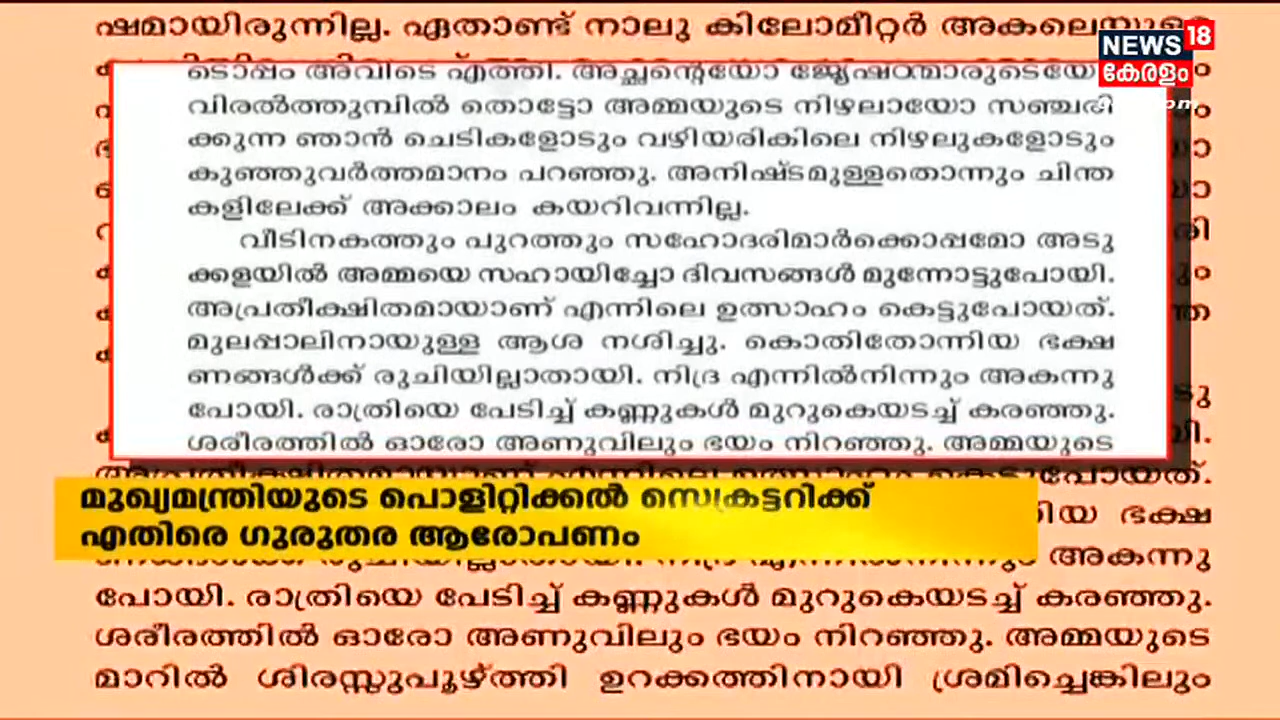 ഷമായിരുന്നില്ല. ഏതാണ്ട് നാലു കിലോമീറ്റർ
NEWS 18
കേരളം
ടൊപ്പം അവിടെ എത്തി. അച്ഛന്റെയോ ജ്യേഷ്ഠന്മാരുടെയോ
വിരൽത്തുമ്പിൽ തൊട്ടോ അമ്മയുടെ നിഴലായോ സഞ്ചരി
ക്കുന്ന ഞാൻ ചെടികളോടും വഴിയരികിലെ നിഴലുകളോടും
കുഞ്ഞുവർത്തമാനം പറഞ്ഞു. അനിഷ്ടമുള്ളതൊന്നും ചിന്ത
കളിലേക്ക് അക്കാലം കയറിവന്നില്ല.
വീടിനകത്തും പുറത്തും സഹോദരിമാർക്കൊപ്പമോ അടു
ക്കളയിൽ അമ്മയെ സഹായിച്ചോ ദിവസങ്ങൾ മുന്നോട്ടുപോയി.
അപ്രതീക്ഷിതമായാണ് എന്നിലെ ഉത്സാഹം കെട്ടുപോയത്.
മുലപ്പാലിനായുള്ള ആശ നശിച്ചു. കൊതിതോന്നിയ ഭക്ഷ
ണങ്ങൾക്ക് രുചിയില്ലാതായി. നിദ്ര എന്നിൽനിന്നും അകന്നു
പോയി. രാത്രിയെ പേടിച്ച് കണ്ണുകൾ മുറുകെയടച്ച് കരഞ്ഞു.
ശരീരത്തിൽ ഓരോ അണുവിലും ഭയം നിറഞ്ഞു. അമ്മയുടെ
മുഖ്യമന്ത്രിയുടെ പൊളിറ്റിക്കൽ സെക്രട്ടറിക്ക്
എതിരെ ഗുരുതര ആരോപണം
ഭക്ഷ
അകന്നു
പോയി. രാത്രിയെ പേടിച്ച് കണ്ണുകൾ മുറുകെയടച്ച് കരഞ്ഞു.
ശരീരത്തിൽ ഓരോ അണുവിലും ഭയം നിറഞ്ഞു. അമ്മയുടെ
മാറിൽ ശിരസ്സുപൂഴ്ത്തി ഉറക്കത്തിനായി ശ്രമിച്ചെങ്കിലും